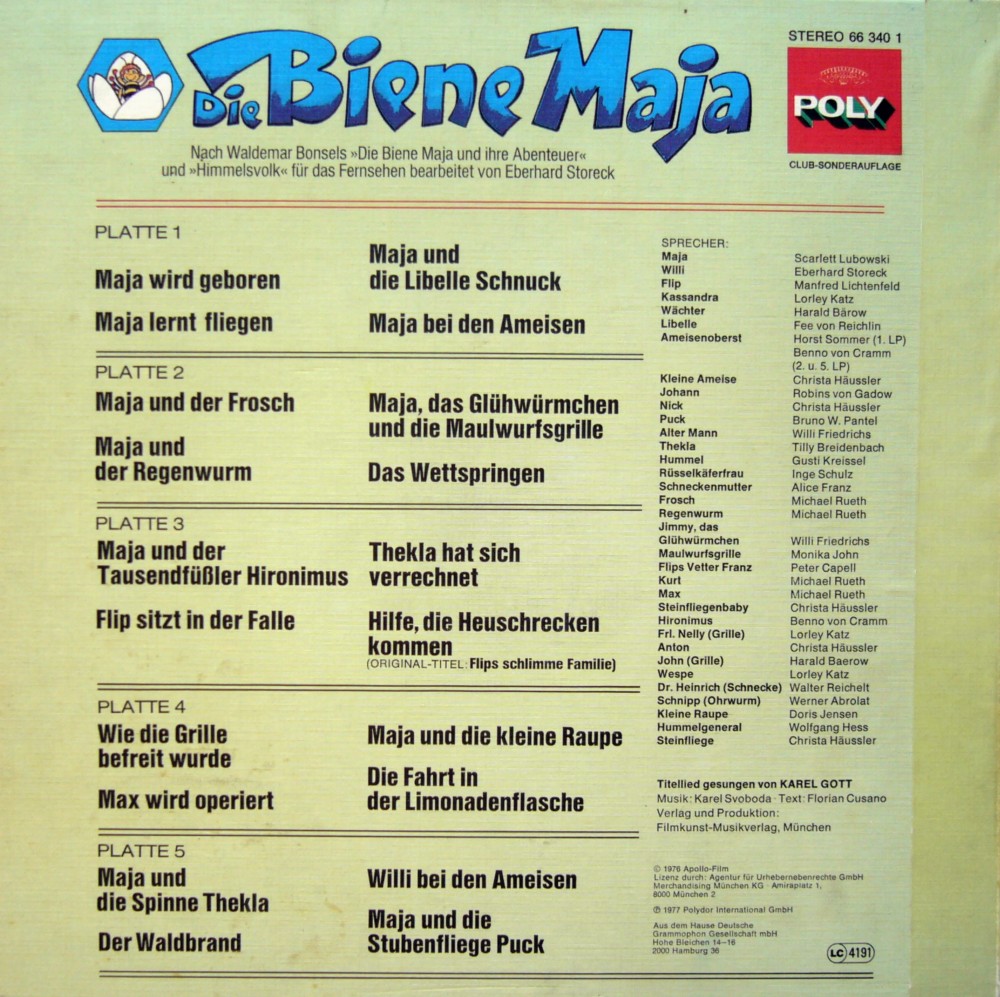 Die Biene Maja
STEREO 66 340 1
POLY
CLUB-SONDERAUFLAGE
Nach Waldemar Bonsels »Die Biene Maja und ihre Abenteuer«
und »Himmelsvolk« für das Fernsehen bearbeitet von Eberhard Storeck
PLATTE 1
Maja wird geboren
Maja lernt fliegen
Maja und
die Libelle Schnuck
Maja bei den Ameisen
PLATTE 2
Maja und der Frosch
Maja und
der Regenwurm
Maja, das Glühwürmchen
und die Maulwurfsgrille
Das Wettspringen
PLATTE 3
Maja und der
Tausendfüßler Hironimus
Flip sitzt in der Falle
Thekla hat sich
verrechnet
Hilfe, die Heuschrecken
kommen
(ORIGINAL-TITEL: Flips schlimme Familie)
PLATTE 4
Wie die Grille
befreit wurde
Max wird operiert
Maja und die kleine Raupe
Die Fahrt in
der Limonadenflasche
PLATTE 5
Maja und
die Spinne Thekla
Der Waldbrand
Willi bei den Ameisen
Maja und die
Stubenfliege Puck
SPRECHER:
Maja Scarlett Lubowski
Willi Eberhard Storeck
Flip Manfred Lichtenfeld
Kassandra Lorley Katz
Wächter Harald Bärow
Libelle Fee von Reichlin
Ameisenoberst Horst Sommer (1. LP)
Benno von Cramm
(2. u. 5. LP)
Kleine Ameise Christa Häussler
Johann Robins von Gadow
Nick Christa Häussler
Puck Bruno W. Pantel
Alter Mann Willi Friedrichs
Thekla Tilly Breidenbach
Hummel Gusti Kreissel
Rüsselkäferfrau Inge Schulz
Schneckenmutter Alice Franz
Frosch Michael Rueth
Regenwurm Michael Rueth
Jimmy, das
Glühwürmchen Willi Friedrichs
Maulwurfsgrille Monika John
Flips Vetter Franz Peter Capell
Kurt Michael Rueth
Max Michael Rueth
Steinfliegenbaby Christa Häussler
Hironimus Benno von Cramm
Frl. Nelly (Grille) Lorley Katz
Anton Christa Häussler
John (Grille) Harald Baerow
Wespe Lorley Katz
Dr. Heinrich (Schnecke) Walter Reichelt
Schnipp (Ohrwurm) Werner Abrolat
Kleine Raupe Doris Jensen
Hummelgeneral Wolfgang Hess
Steinfliege Christa Häussler
Titellied gesungen von KAREL GOTT
Musik: Karel Svoboda · Text: Florian Cusano
Verlag und Produktion:
Filmkunst-Musikverlag, München
© 1976 Apollo-Film
Lizenz durch: Agentur für Urhebernebenrechte GmbH
Merchandising München KG · Amiraplatz 1,
8000 München 2
℗ 1977 Polydor International GmbH
Aus dem Hause Deutsche
Grammophon Gesellschaft mbH
Hohe Bleichen 14–16
2000 Hamburg 36
LC 4191